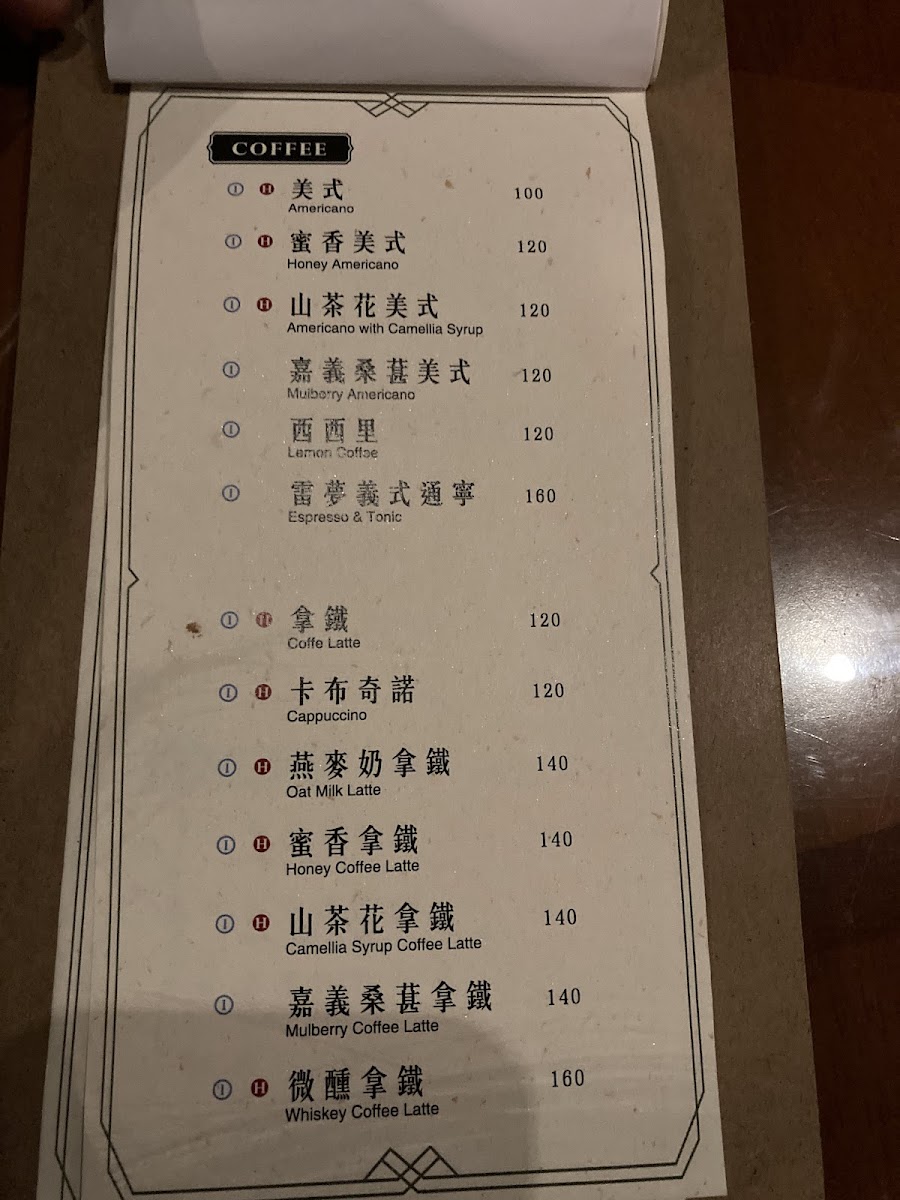 COFFEE
Ⓘ Ⓗ 美式 100
Americano
Ⓘ Ⓗ 蜜香美式 120
Honey Americano
Ⓘ Ⓗ 山茶花美式 120
Americano with Camellia Syrup
Ⓘ 嘉義桑葚美式 120
Mulberry Americano
Ⓘ 西西里 120
Lemon Coffee
Ⓘ 雷夢義式通寧 160
Espresso & Tonic
Ⓘ Ⓗ 拿鐵 120
Coffe Latte
Ⓘ Ⓗ 卡布奇諾 120
Cappuccino
Ⓘ Ⓗ 燕麥奶拿鐵 140
Oat Milk Latte
Ⓘ Ⓗ 蜜香拿鐵 140
Honey Coffee Latte
Ⓘ Ⓗ 山茶花拿鐵 140
Camellia Syrup Coffee Latte
Ⓘ 嘉義桑葚拿鐵 140
Mulberry Coffee Latte
Ⓘ Ⓗ 微醺拿鐵 160
Whiskey Coffee Latte